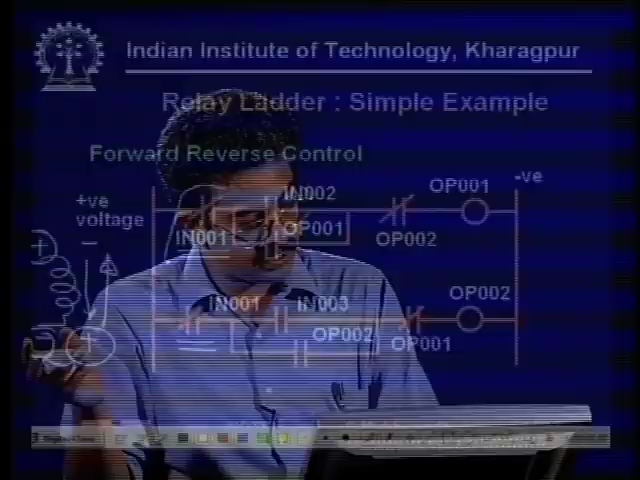 Indian Institute of Technology, Kharagpur
Relay Ladder : Simple Example
Forward Reverse Control
-ve
OP001
IN002
+ve
voltage
OP001
IN001
OP002
OP002
IN001
IN003
OP002
OP001